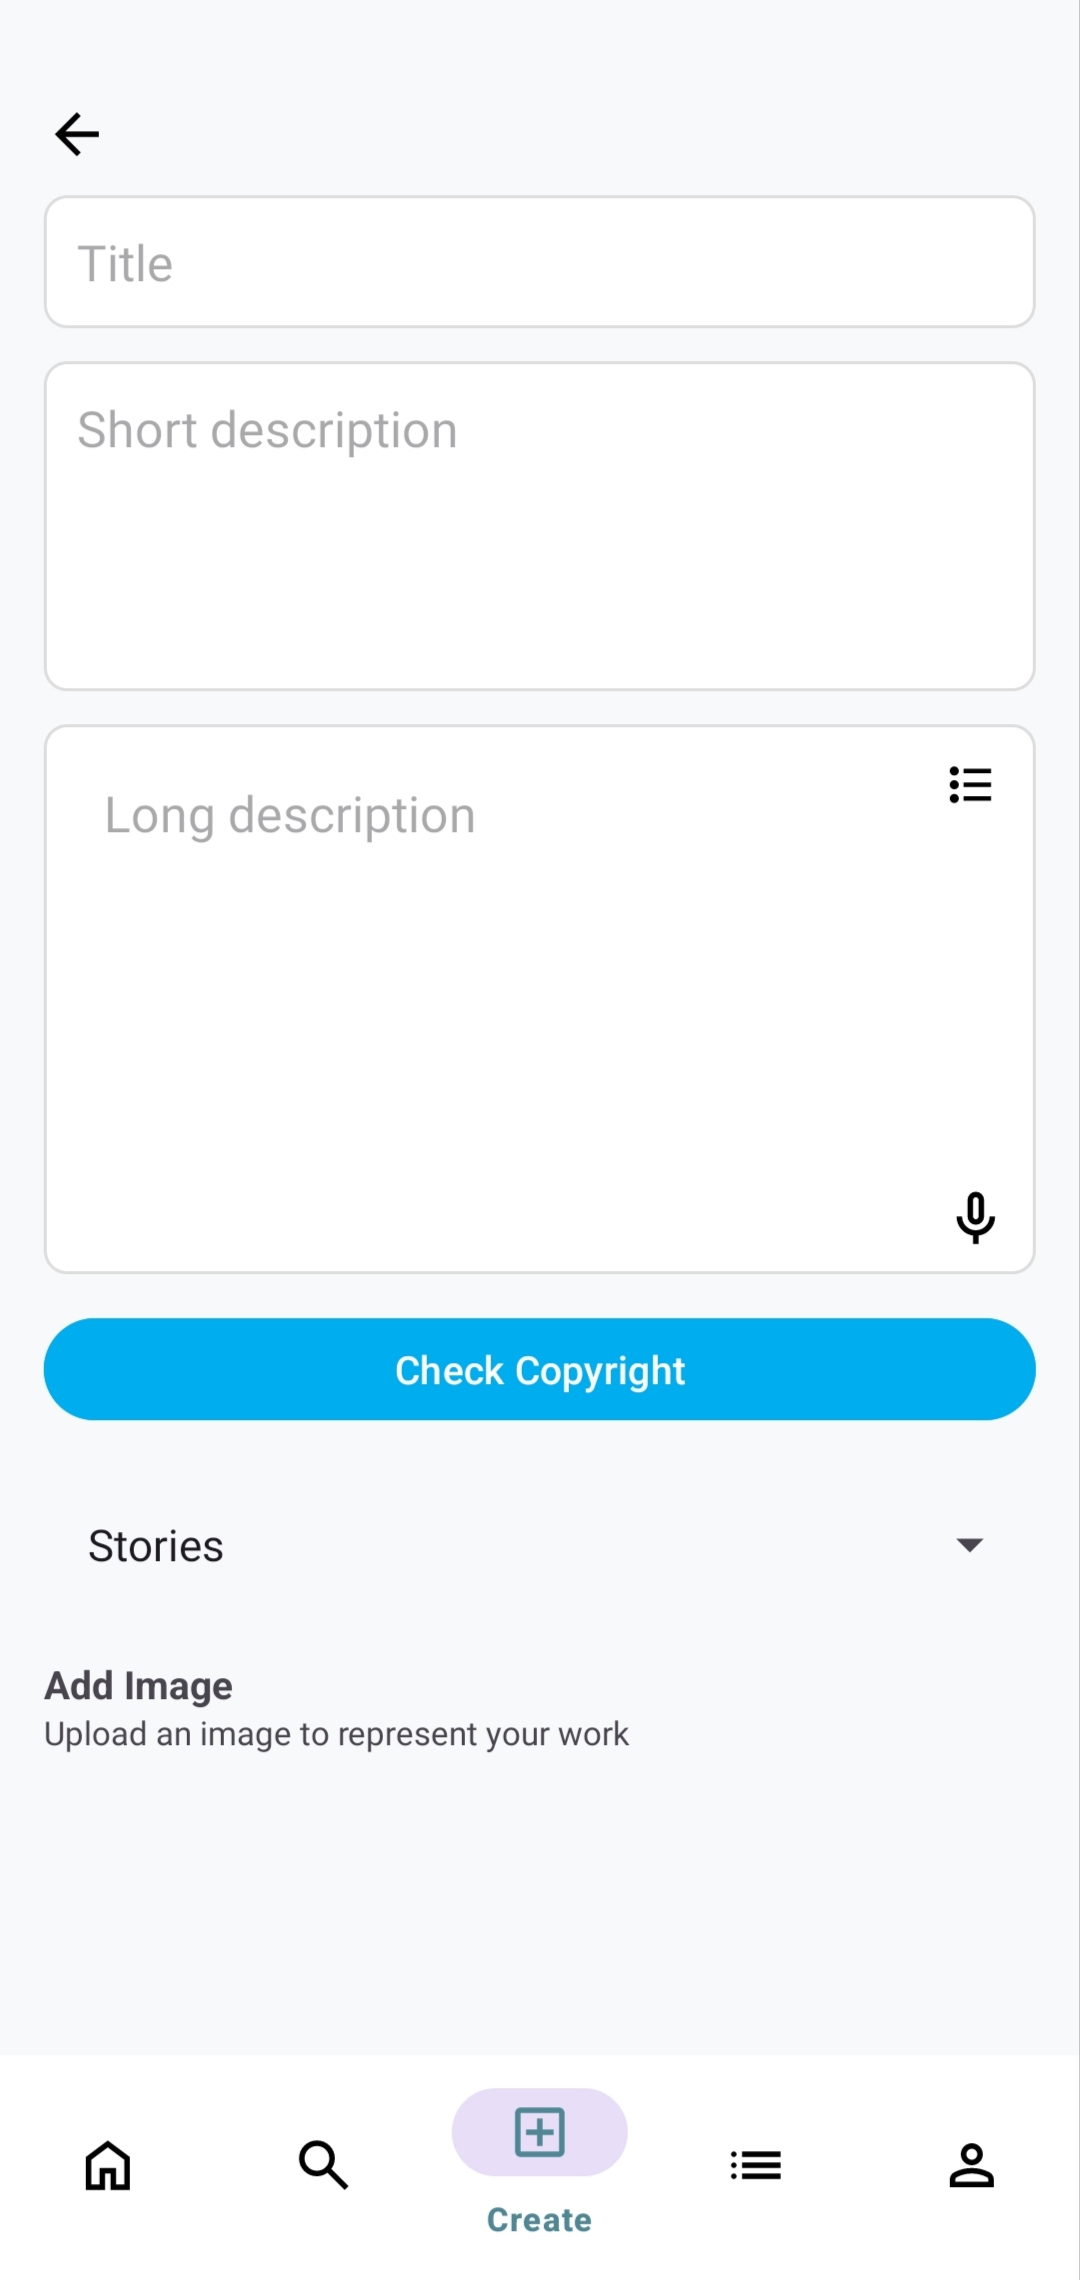 Title
Short description
Long description
Check Copyright
Stories
Add Image
Upload an image to represent your work
Create